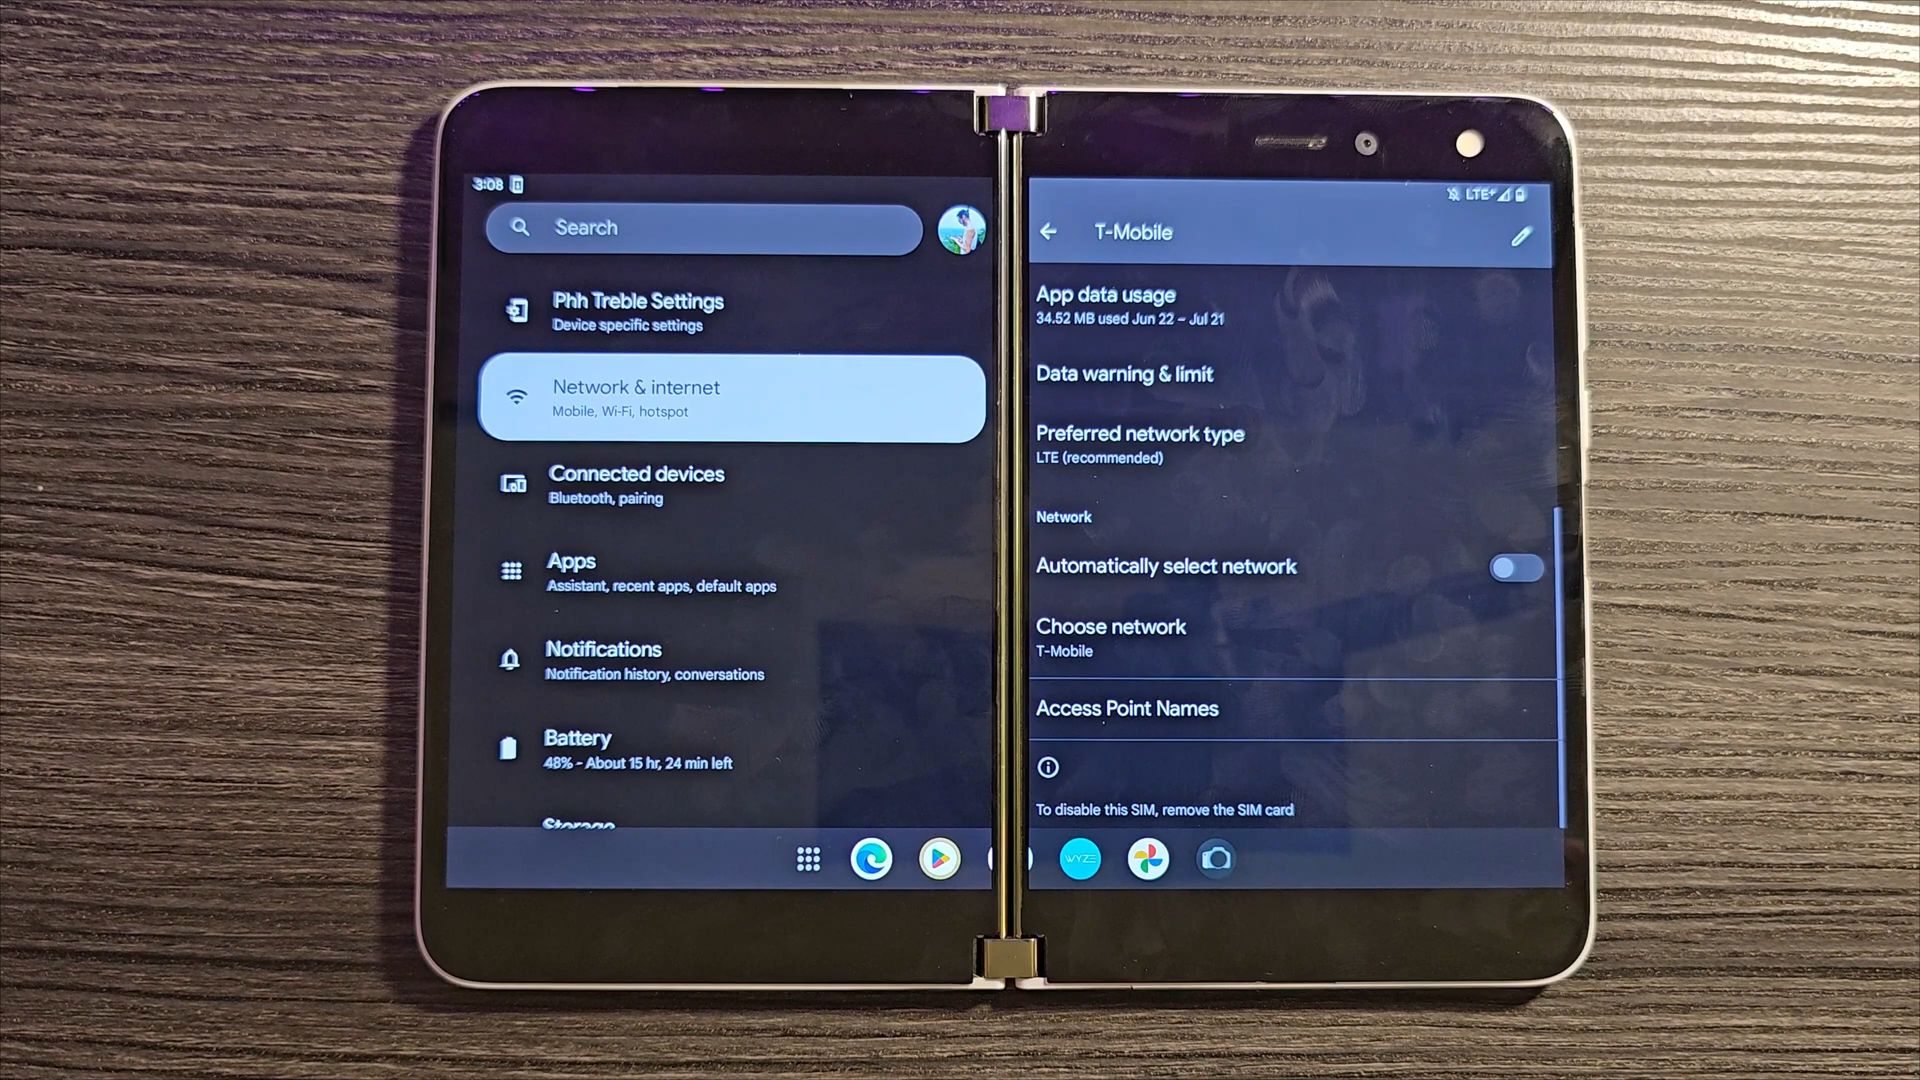 3:08
Search
Phh Treble Settings
Device specific settings
Network & internet
Mobile, Wi-Fi, hotspot
Connected devices
Bluetooth, pairing
Apps
Assistant, recent apps, default apps
Notifications
Notification history, conversations
Battery
48% - About 15 hr, 24 min left
Storage
LTE+
T-Mobile
App data usage
34.52 MB used Jun 22 – Jul 21
Data warning & limit
Preferred network type
LTE (recommended)
Network
Automatically select network
Choose network
T-Mobile
Access Point Names
To disable this SIM, remove the SIM card
WYZE